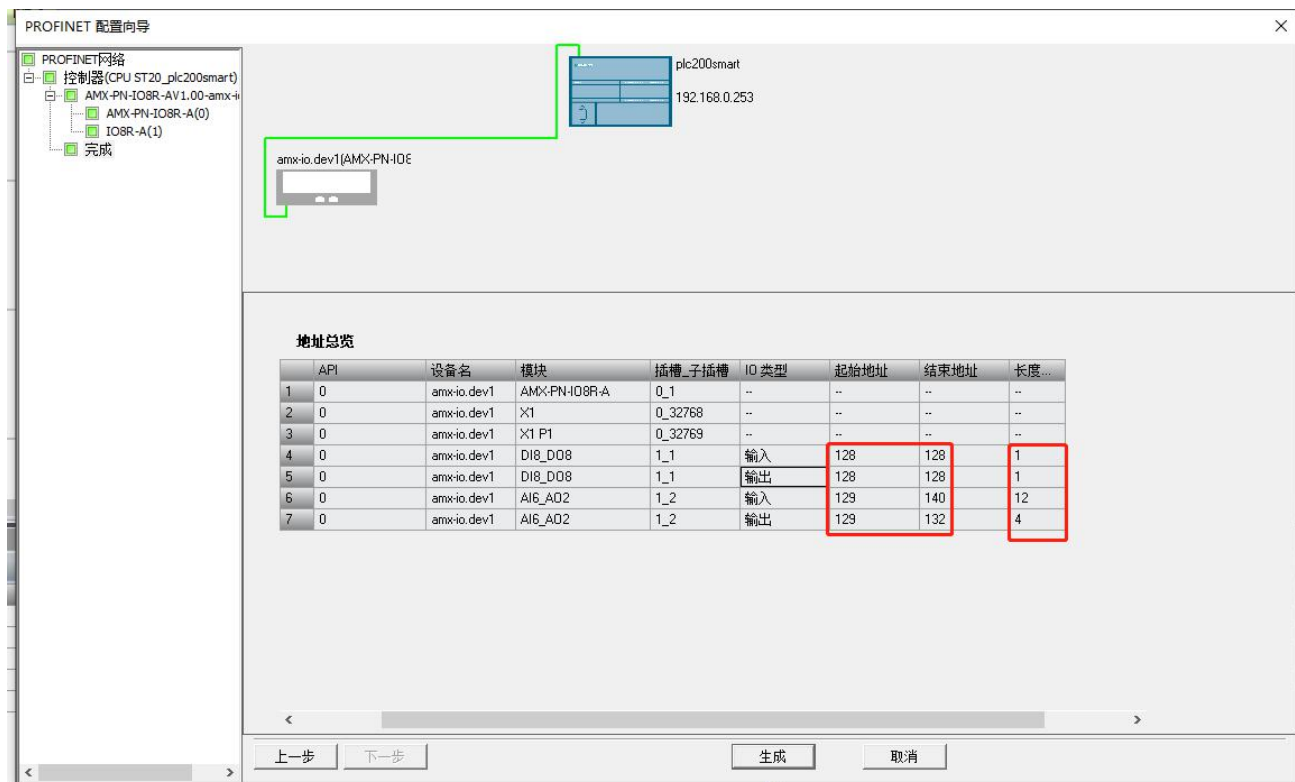 PROFINET 配置向导
PROFINET网络
控制器(CPU ST20_plc200smart)
AMX-PN-IO8R-AV1.00-amx-i
AMX-PN-IO8R-A(0)
IO8R-A(1)
完成
plc200smart
192.168.0.253
amx-io.dev1(AMX-PN-IO8
地址总览
API 设备名 模块 插槽_子插槽 IO 类型 起始地址 结束地址 长度...
1 0 amx-io.dev1 AMX-PN-IO8R-A 0_1 -- -- -- --
2 0 amx-io.dev1 X1 0_32768 -- -- -- --
3 0 amx-io.dev1 X1 P1 0_32769 -- -- -- --
4 0 amx-io.dev1 DI8_DO8 1_1 输入 128 128 1
5 0 amx-io.dev1 DI8_DO8 1_1 输出 128 128 1
6 0 amx-io.dev1 AI6_AO2 1_2 输入 129 140 12
7 0 amx-io.dev1 AI6_AO2 1_2 输出 129 132 4
上一步 下一步 生成 取消